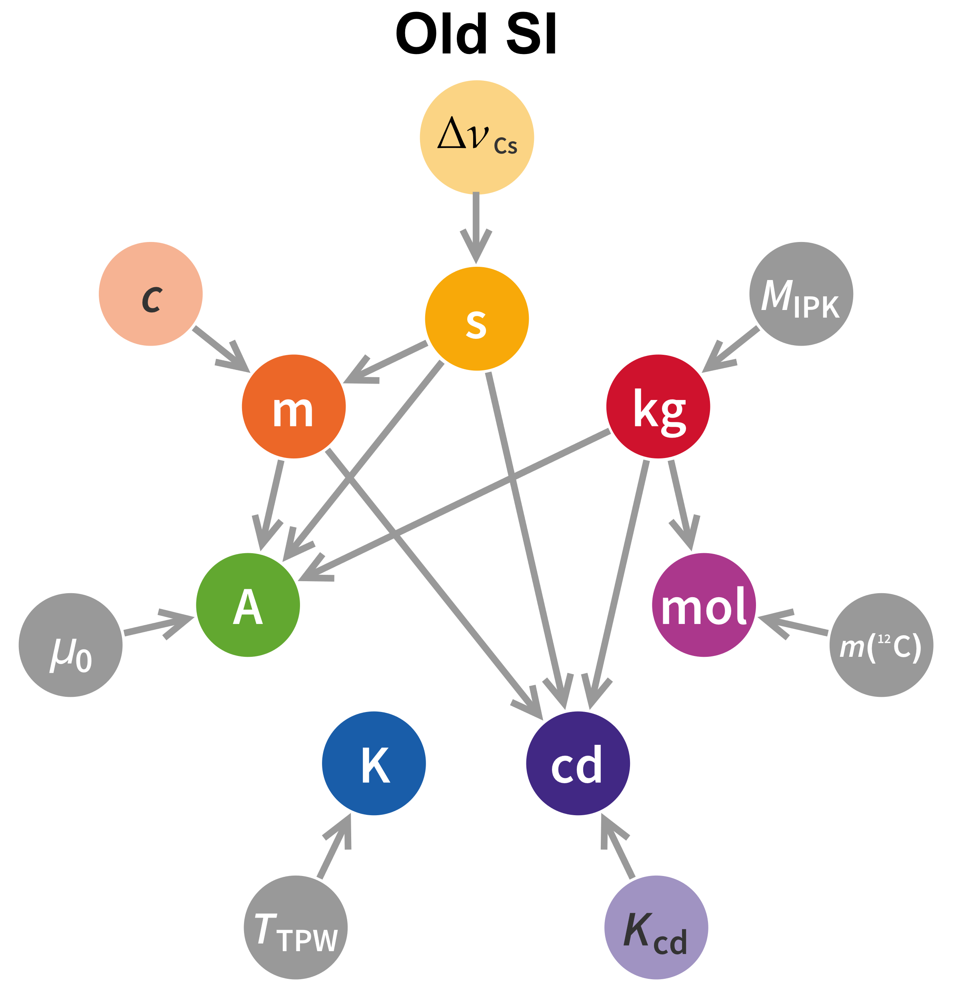 Old SI
Δν Cs
c
s
M IPK
m
kg
A
mol
μ0
m(¹²C)
K
cd
T TPW
K cd